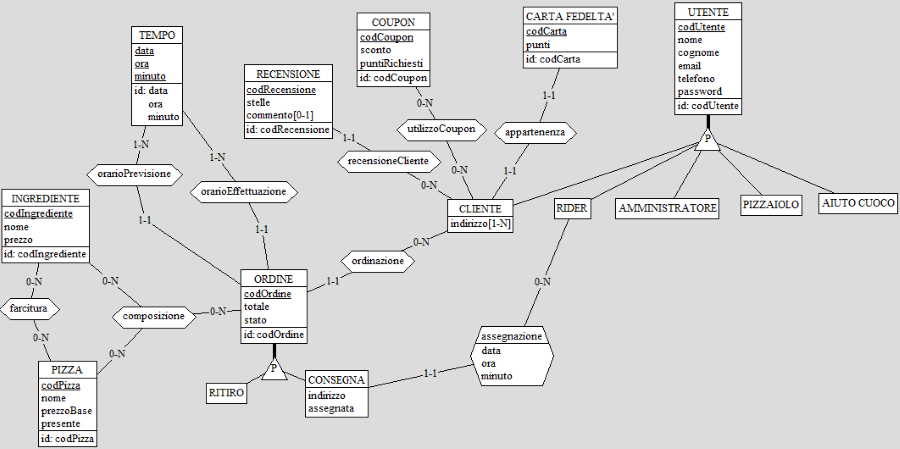 TEMPO
data
ora
minuto
id: data
ora
minuto
RECENSIONE
codRecensione
stelle
commento[0-1]
id: codRecensione
COUPON
codCoupon
sconto
puntiRichiesti
id: codCoupon
CARTA FEDELTA'
codCarta
punti
id: codCarta
UTENTE
codUtente
nome
cognome
email
telefono
password
id: codUtente
P
1-N
1-N
1-1
0-N
1-1
orarioPrevisione
orarioEffettuazione
recensioneCliente
utilizzoCoupon
appartenenza
1-1
1-1
0-N
0-N
1-1
INGREDIENTE
codIngrediente
nome
prezzo
id: codIngrediente
CLIENTE
indirizzo[1-N]
RIDER
AMMINISTRATORE
PIZZAIOLO
AIUTO CUOCO
0-N
ordinazione
1-1
0-N
0-N
farcitura
0-N
composizione
0-N
0-N
ORDINE
codOrdine
totale
stato
id: codOrdine
P
0-N
assegnazione
data
ora
minuto
PIZZA
codPizza
nome
prezzoBase
presente
id: codPizza
RITIRO
CONSEGNA
indirizzo
assegnata
1-1